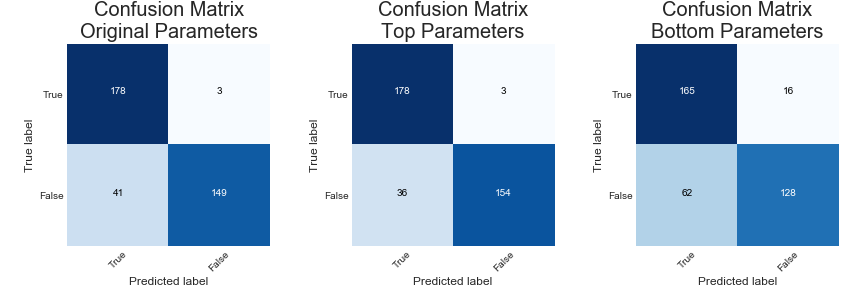 Confusion Matrix
Original Parameters
True label
True
178
3
False
41
149
True
False
Predicted label
Confusion Matrix
Top Parameters
True label
True
178
3
False
36
154
True
False
Predicted label
Confusion Matrix
Bottom Parameters
True label
True
165
16
False
62
128
True
False
Predicted label